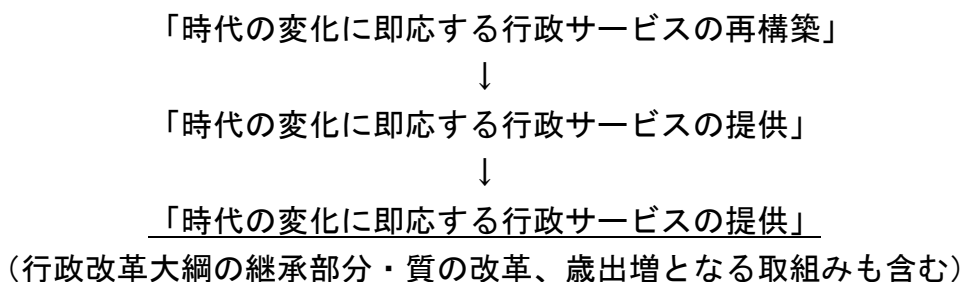 「時代の変化に即応する行政サービスの再構築」
↓
「時代の変化に即応する行政サービスの提供」
↓
「時代の変化に即応する行政サービスの提供」
（行政改革大綱の継承部分・質の改革、歳出増となる取組みも含む）